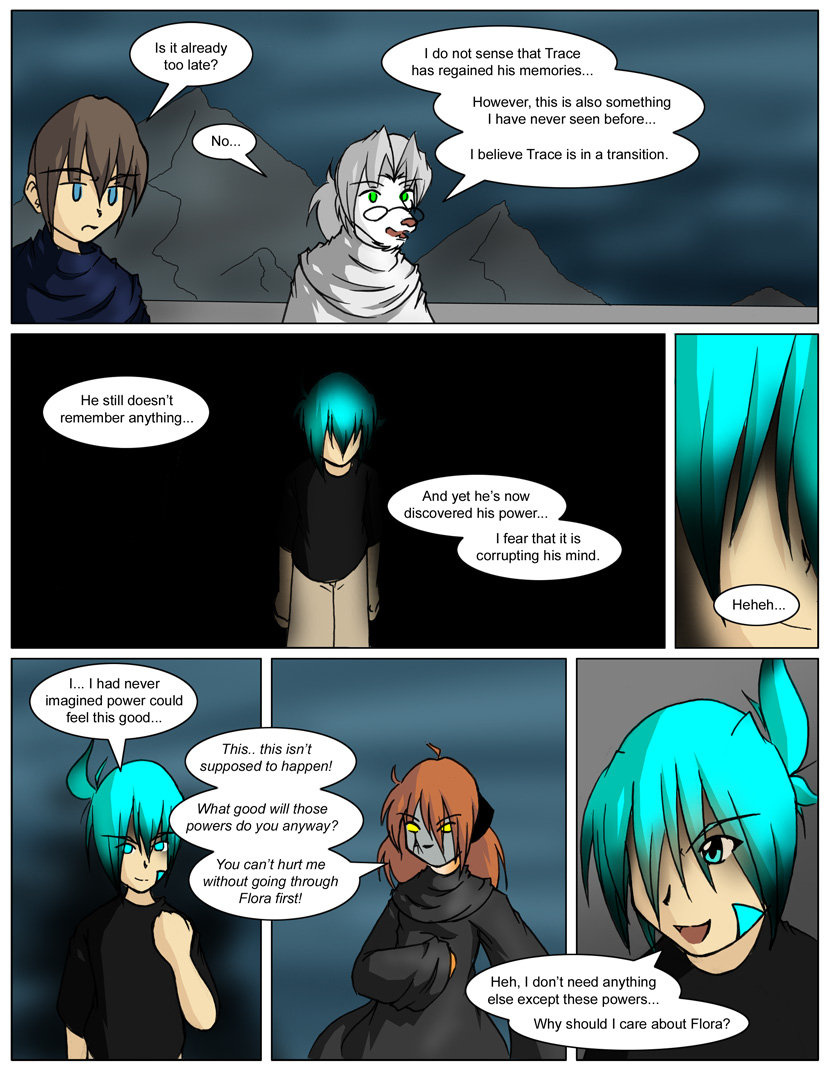 Is it already
too late?
No...
I do not sense that Trace
has regained his memories...
However, this is also something
I have never seen before...
I believe Trace is in a transition.
He still doesn't
remember anything...
And yet he's now
discovered his power...
I fear that it is
corrupting his mind.
Heheh...
I... I had never
imagined power could
feel this good...
This.. this isn't
supposed to happen!
What good will those
powers do you anyway?
You can't hurt me
without going through
Flora first!
Heh, I don't need anything
else except these powers...
Why should I care about Flora?